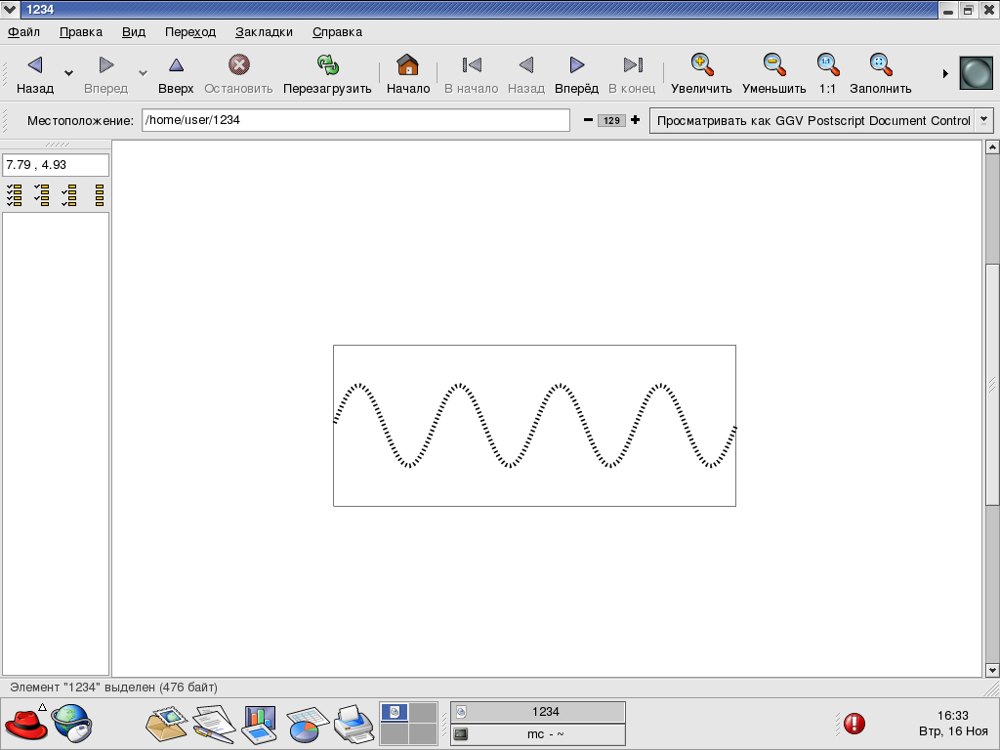 1234
Файл Правка Вид Переход Закладки Справка
Назад Вперед Вверх Остановить Перезагрузить Начало В начало Назад Вперёд В конец Увеличить Уменьшить 1:1 Заполнить
Местоположение: /home/user/1234 129 Просматривать как GGV Postscript Document Control
7.79 , 4.93
Элемент "1234" выделен (476 байт)
1234
mc - ~
16:33
Втр, 16 Ноя